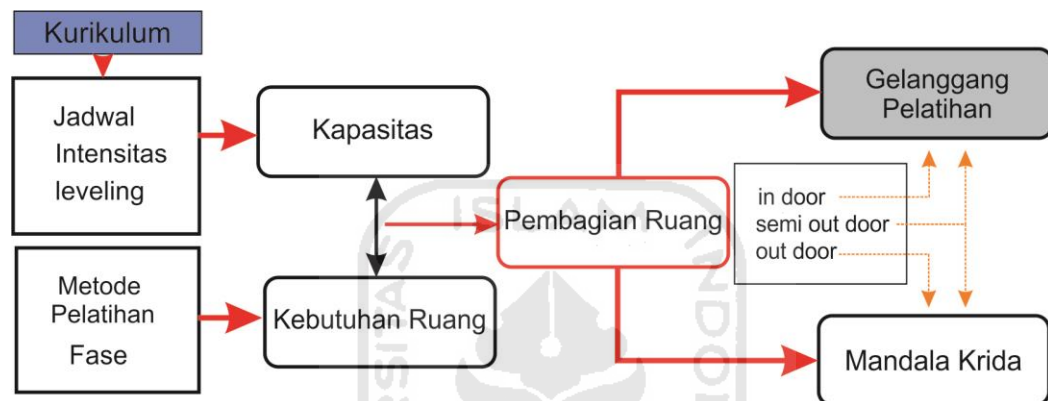 Kurikulum
Jadwal
Intensitas
leveling
Metode
Pelatihan
Fase
Kapasitas
Kebutuhan Ruang
Pembagian Ruang
Gelanggang
Pelatihan
in door
semi out door
out door
Mandala Krida
ISLAM